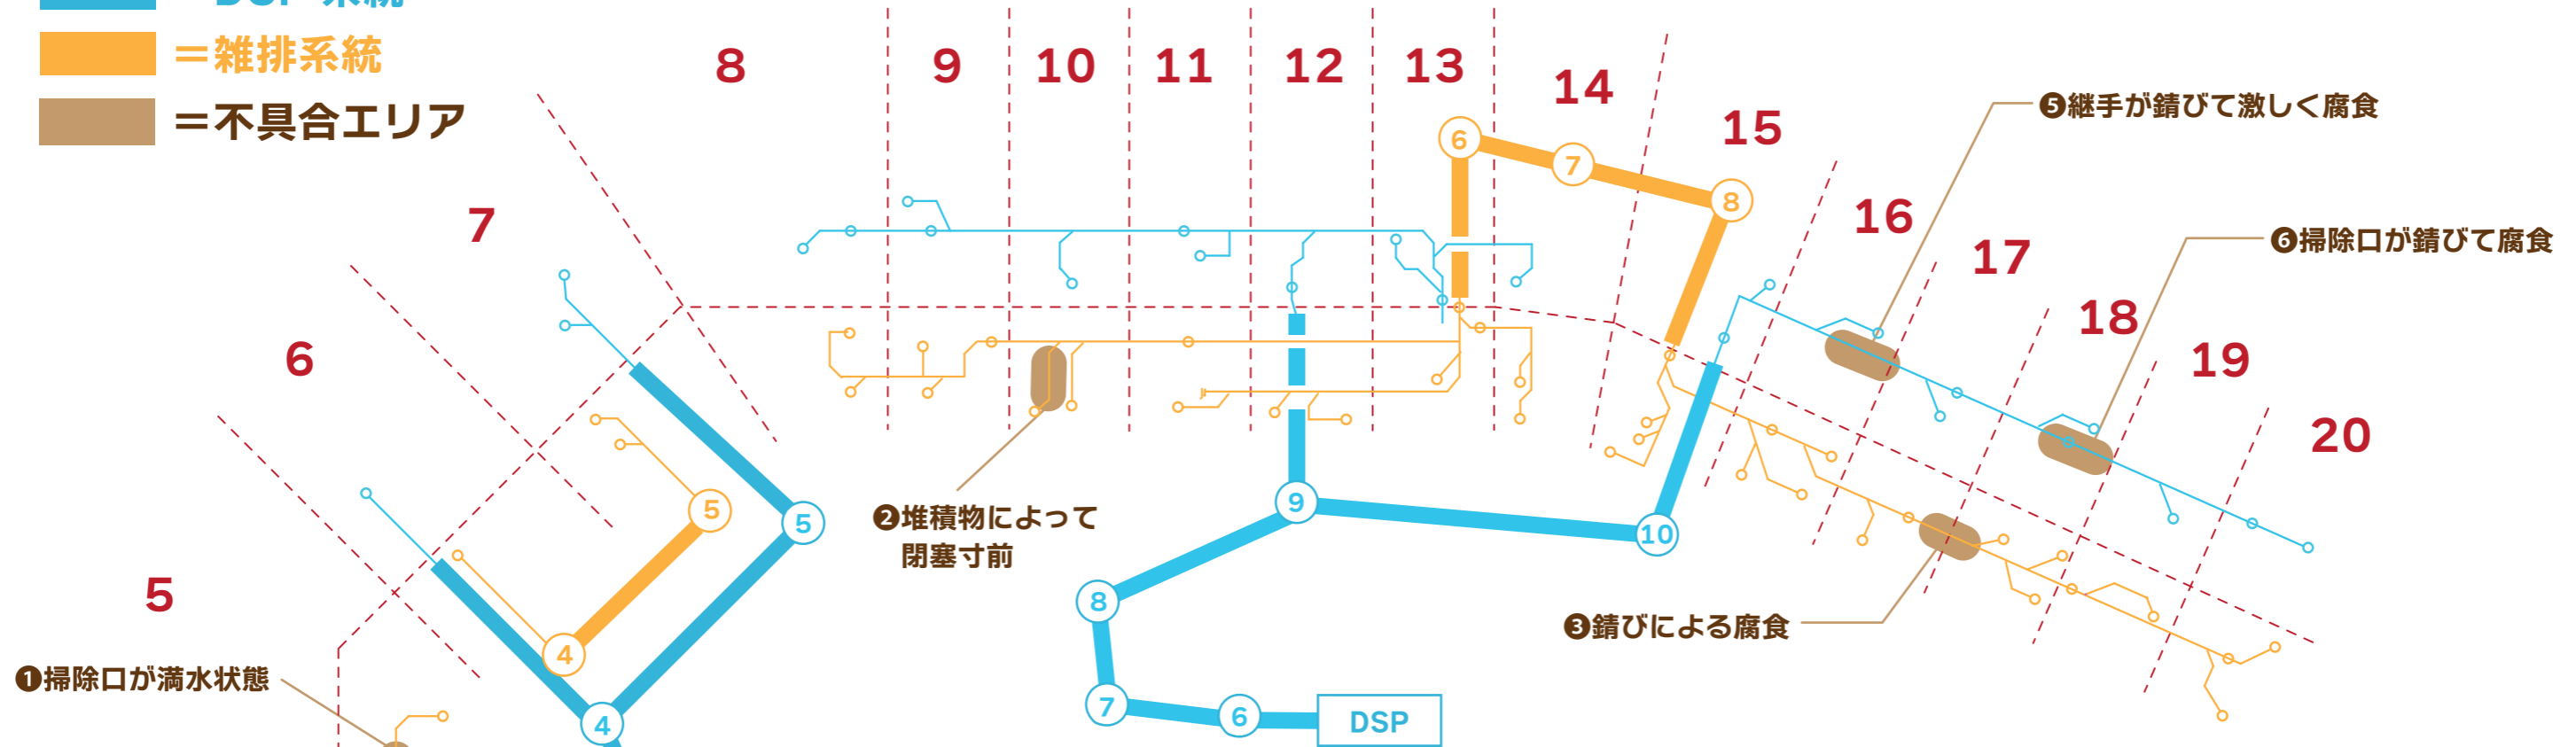 DSP 系統
＝雑排系統
＝不具合エリア
8
9
10
11
12
13
14
15
16
17
18
19
20
7
6
5
❺継手が錆びて激しく腐食
❻掃除口が錆びて腐食
❷堆積物によって
閉塞寸前
❸錆びによる腐食
❶掃除口が満水状態
6
7
8
5
5
9
10
4
8
4
7
6
DSP